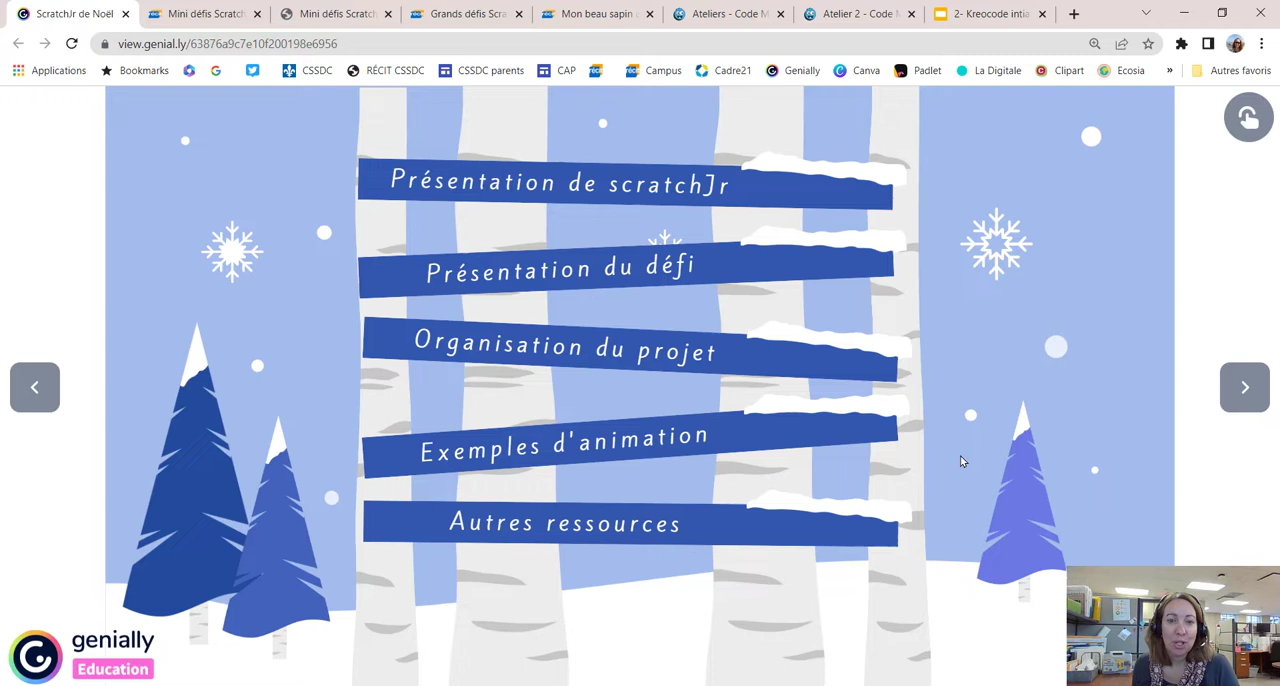 ScratchJr de Noël
Mini défis Scratch
Mini défis Scratch
Grands défis Scra
Mon beau sapin
Ateliers - Code M
Atelier 2 - Code M
2- Kreocode intia
view.genial.ly/63876a9c7e10f200198e6956
Applications
Bookmarks
CSSDC
RÉCIT CSSDC
CSSDC parents
CAP
Campus
Cadre21
Genially
Canva
Padlet
La Digitale
Clipart
Ecosia
»
Autres favoris
Présentation de scratchJr
Présentation du défi
Organisation du projet
Exemples d'animation
Autres ressources
genially
Education